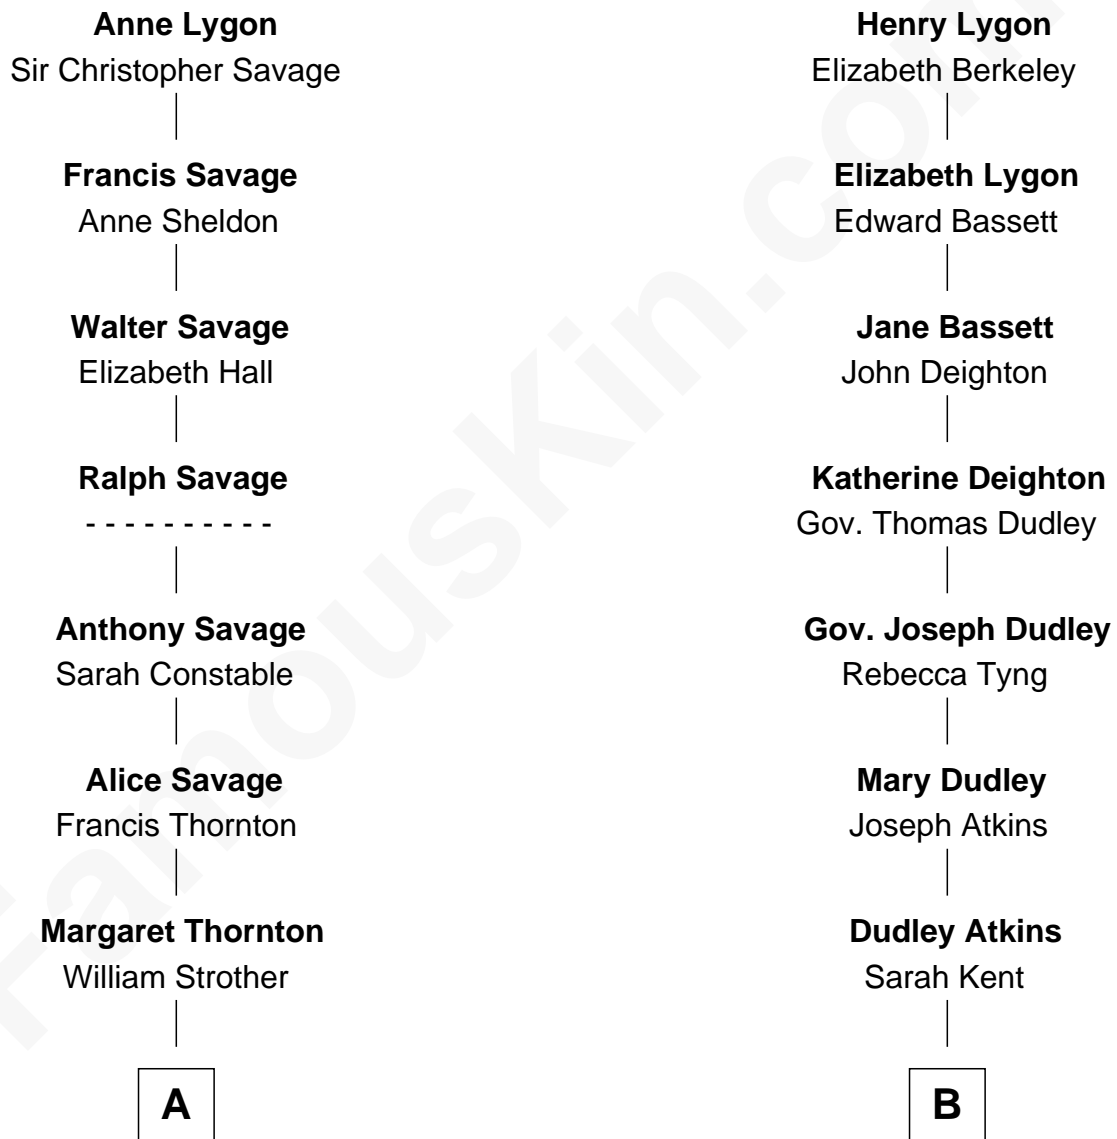 Anne Lygon
Sir Christopher Savage
Francis Savage
Anne Sheldon
Walter Savage
Elizabeth Hall
Ralph Savage
- - - - - - - - - -
Anthony Savage
Sarah Constable
Alice Savage
Francis Thornton
Margaret Thornton
William Strother
A
Henry Lygon
Elizabeth Berkeley
Elizabeth Lygon
Edward Bassett
Jane Bassett
John Deighton
Katherine Deighton
Gov. Thomas Dudley
Gov. Joseph Dudley
Rebecca Tyng
Mary Dudley
Joseph Atkins
Dudley Atkins
Sarah Kent
B
FamousKin.com